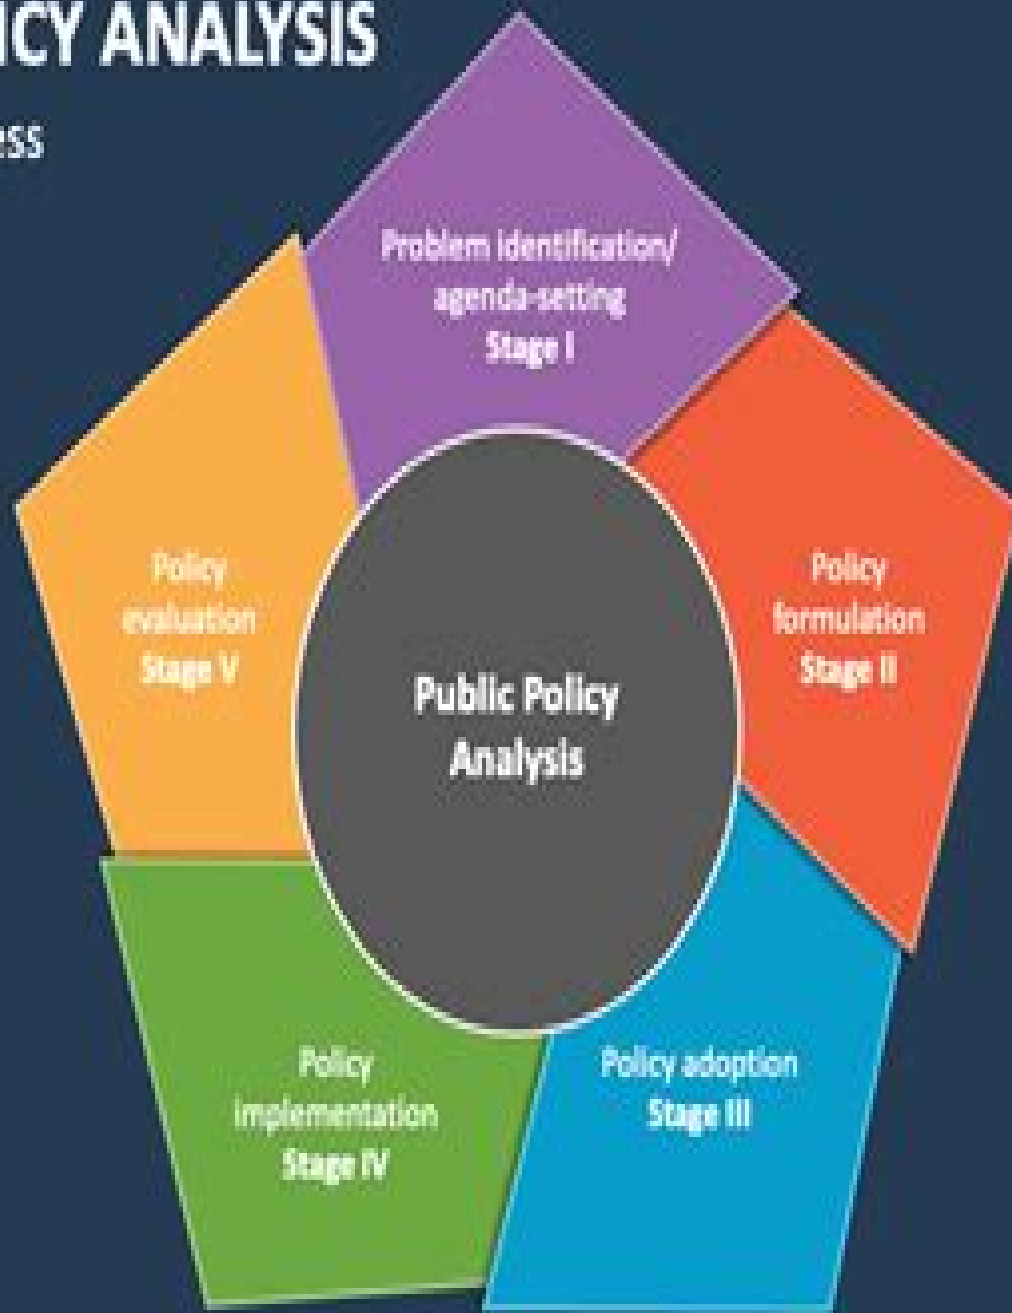 ICY ANALYSIS
ess
Problem identification/
agenda-setting
Stage I
Policy
formulation
Stage II
Policy
evaluation
Stage V
Public Policy
Analysis
Policy adoption
Stage III
Policy
implementation
Stage IV